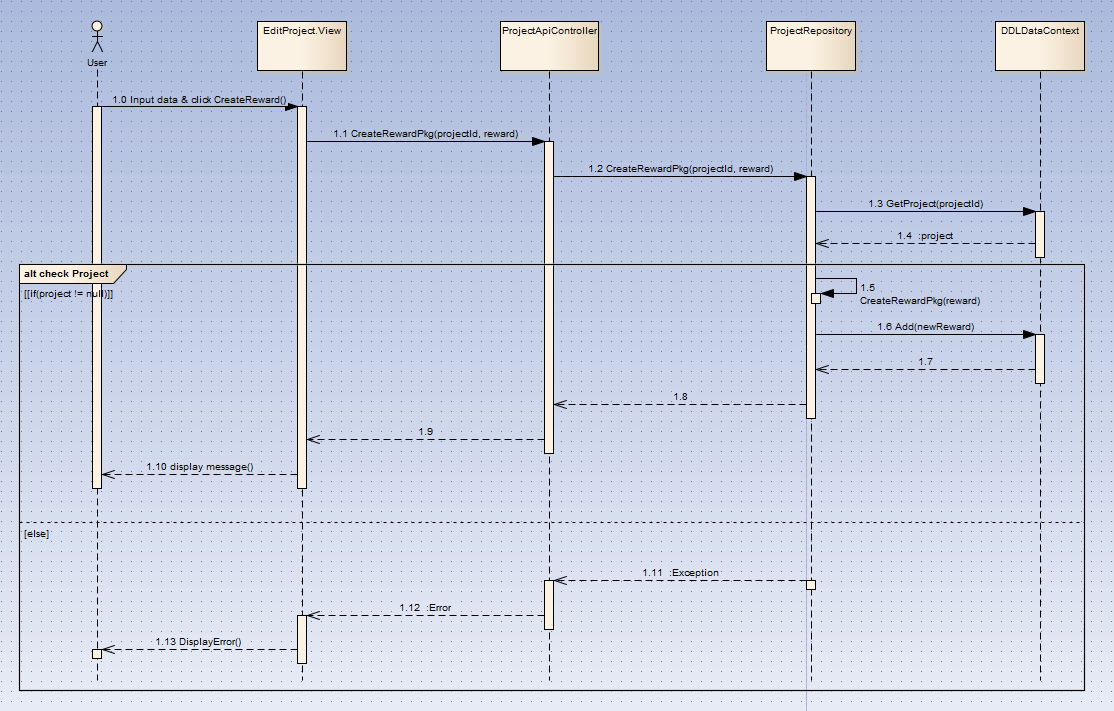 EditProject.View
ProjectApiController
ProjectRepository
DDLDataContext
User
1.0 Input data & click CreateReward()
1.1 CreateRewardPkg(projectId, reward)
1.2 CreateRewardPkg(projectId, reward)
1.3 GetProject(projectId)
1.4 :project
alt check Project
[[if(project != null)]]
1.5
CreateRewardPkg(reward)
1.6 Add(newReward)
1.7
1.8
1.9
1.10 display message()
[else]
1.11 :Exception
1.12 :Error
1.13 DisplayError()